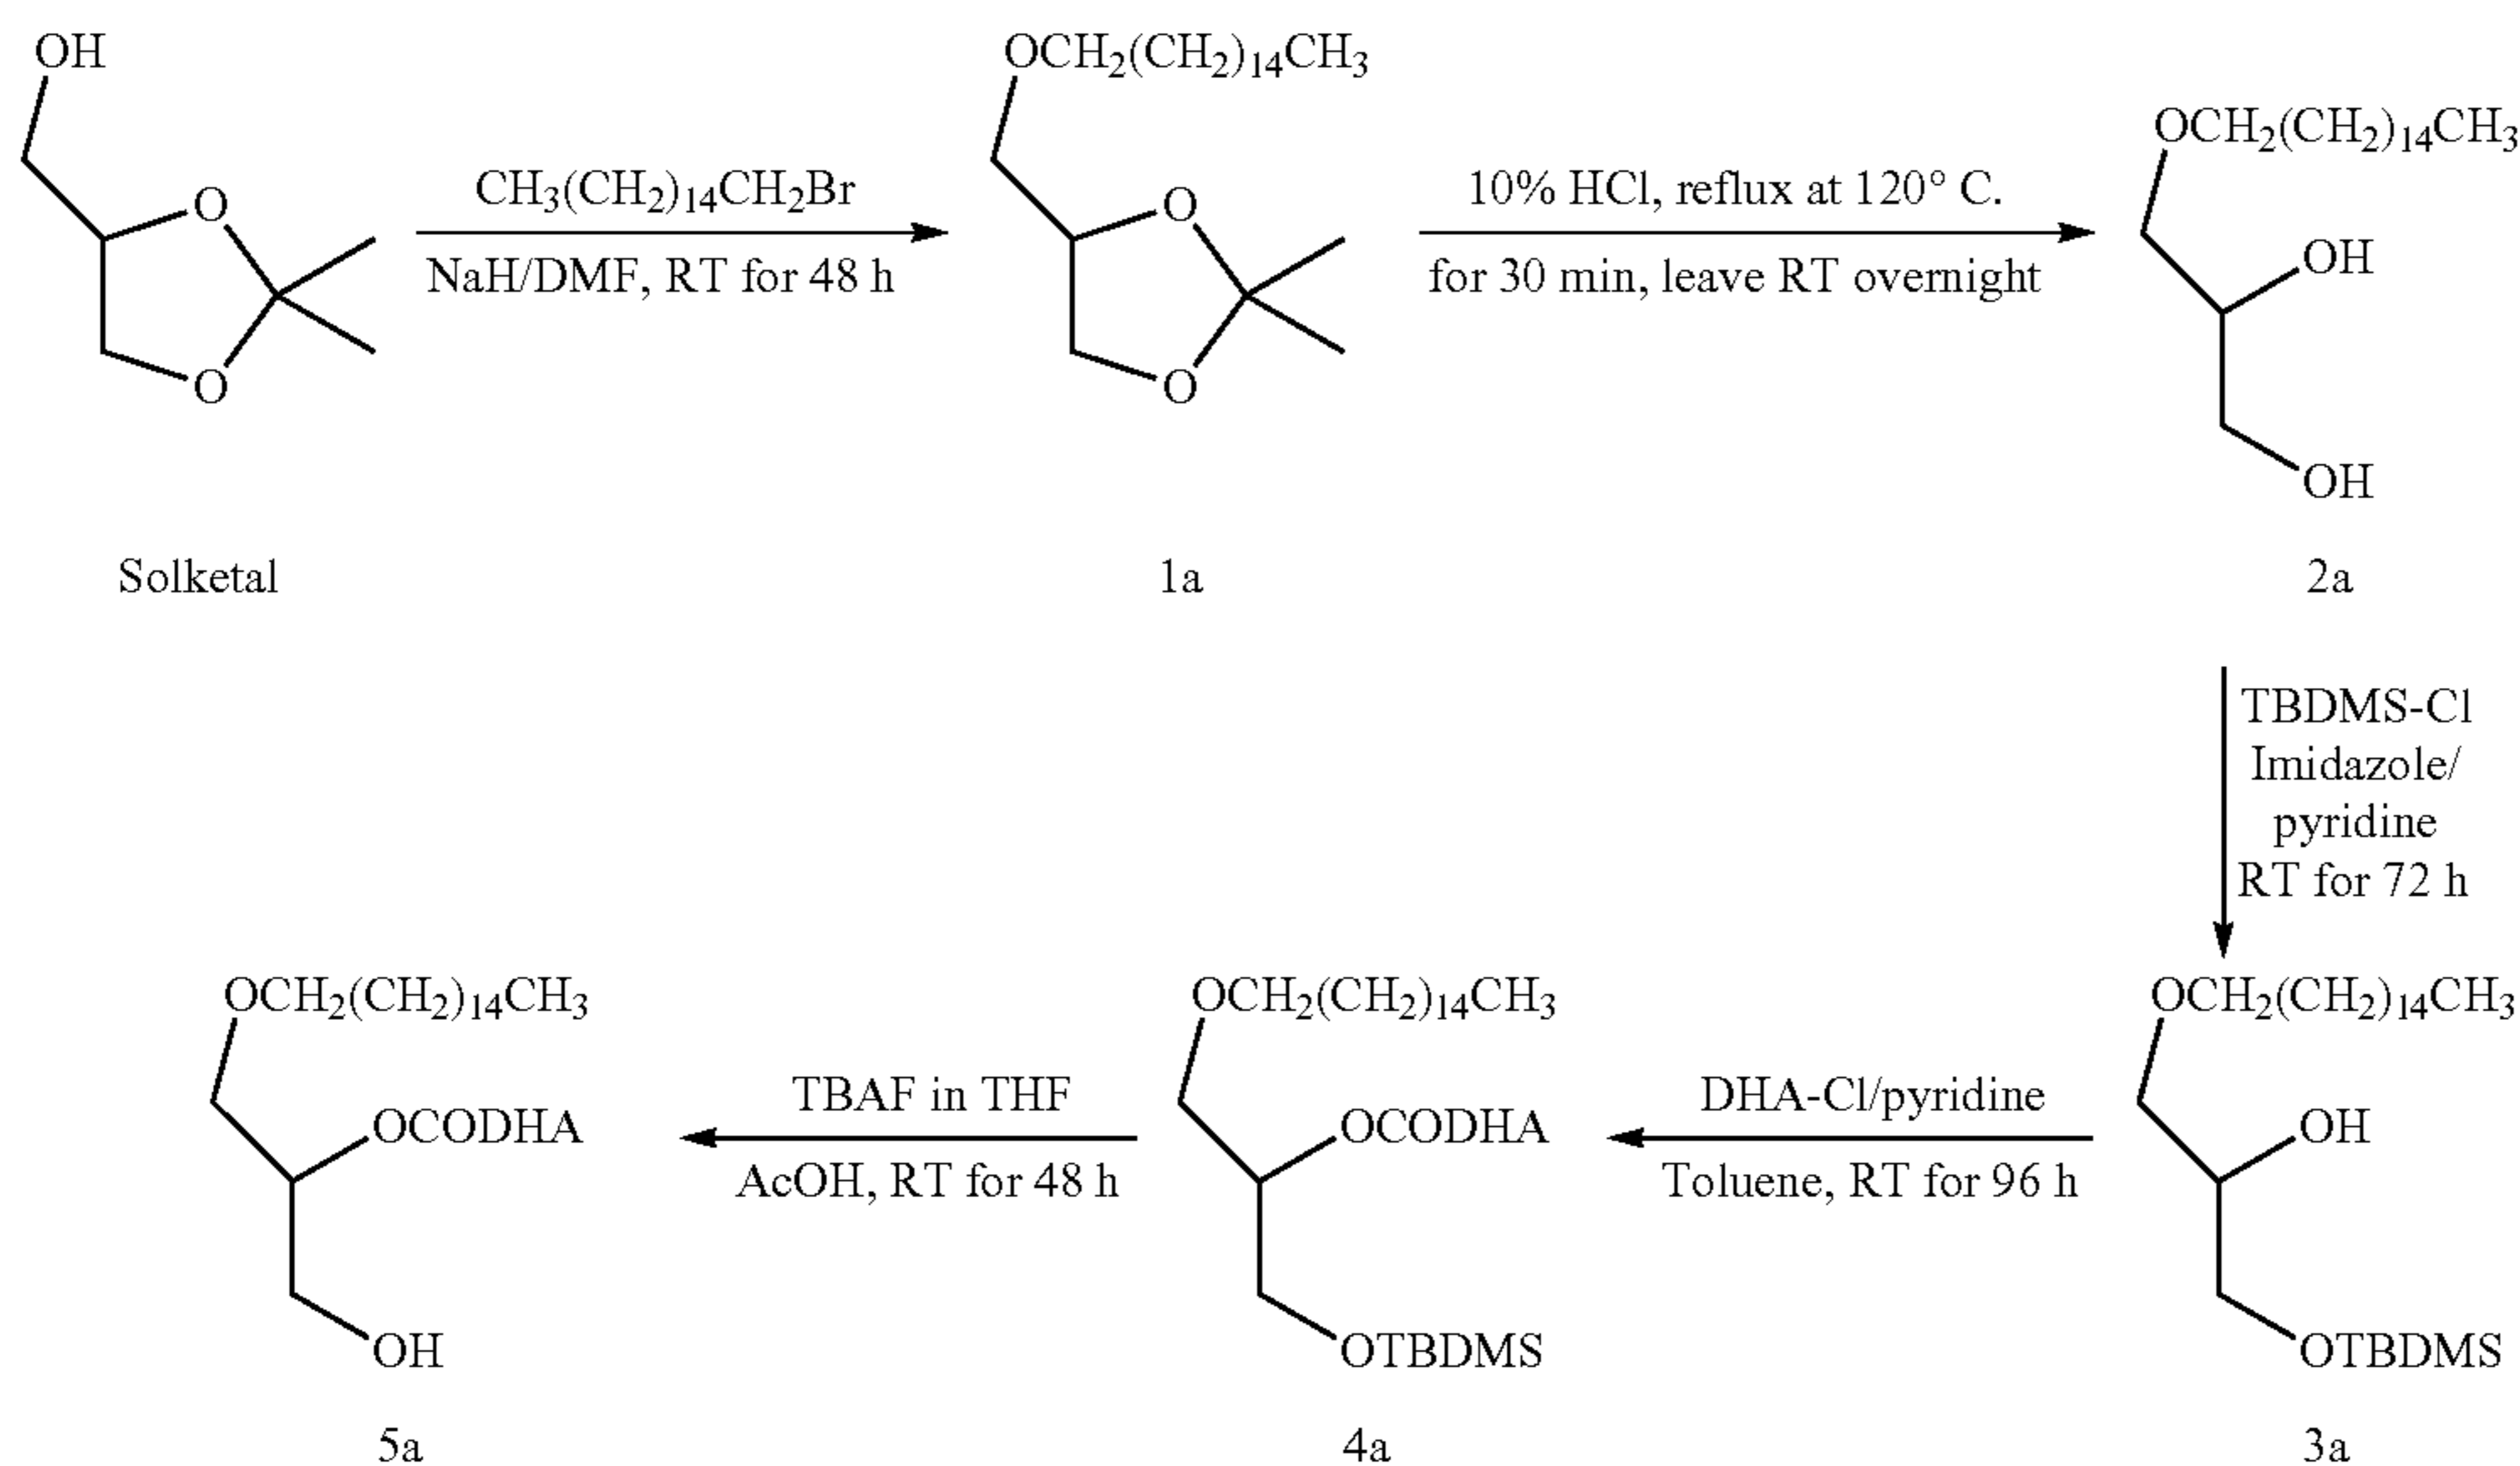 OH
O
O
Solketal
CH₃(CH₂)₁₄CH₂Br
NaH/DMF, RT for 48 h
OCH₂(CH₂)₁₄CH₃
O
O
1a
10% HCl, reflux at 120° C.
for 30 min, leave RT overnight
OCH₂(CH₂)₁₄CH₃
OH
OH
2a
TBDMS-Cl
Imidazole/
pyridine
RT for 72 h
OCH₂(CH₂)₁₄CH₃
OH
OTBDMS
3a
DHA-Cl/pyridine
Toluene, RT for 96 h
OCH₂(CH₂)₁₄CH₃
OCODHA
OTBDMS
4a
TBAF in THF
AcOH, RT for 48 h
OCH₂(CH₂)₁₄CH₃
OCODHA
OH
5a